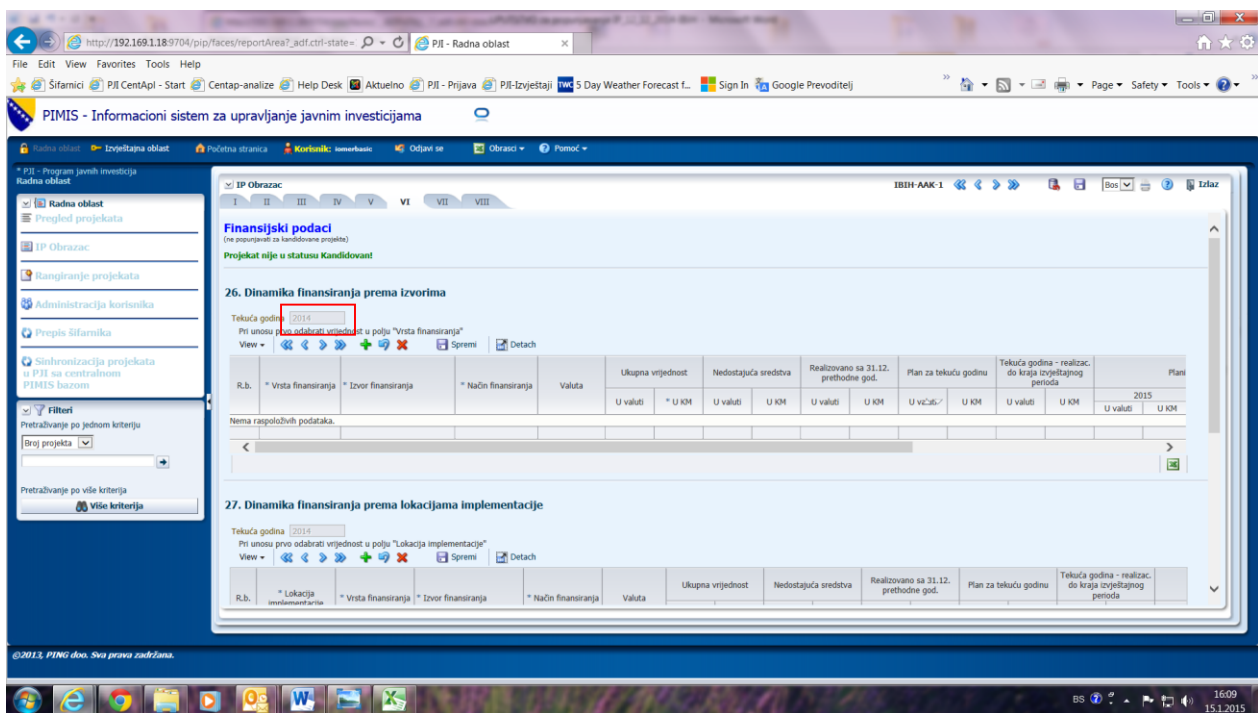 http://192.169.1.18:9704/pip/faces/reportArea?_adf.ctrl-state=
PJI - Radna oblast
File Edit View Favorites Tools Help
Šifarnici PJI CentApl - Start Centap-analize Help Desk Aktuelno PJI - Prijava PJI-Izvještaji 5 Day Weather Forecast f... Sign In Google Prevoditelj Page Safety Tools
PIMIS - Informacioni sistem za upravljanje javnim investicijama
Radna oblast Izvještajna oblast Početna stranica Korisnik: iomerbasic Odjavi se Obrasci Pomoć
* PJI - Program javnih investicija
Radna oblast
Radna oblast
Pregled projekata
IP Obrazac
Rangiranje projekata
Administracija korisnika
Prepis šifarnika
Sinhronizacija projekata
u PJI sa centralnom
PIMIS bazom
Filteri
Pretraživanje po jednom kriteriju
Broj projekta
Pretraživanje po više kriterija
Više kriterija
IP Obrazac IBIH-AAK-1 Bos Izlaz
I II III IV V VI VII VIII
Finansijski podaci
(ne popunjavati za kandidovane projekte)
Projekat nije u statusu Kandidovan!
26. Dinamika finansiranja prema izvorima
Tekuća godina 2014
Pri unosu prvo odabrati vrijednost u polju "Vrsta finansiranja"
View Spremi Detach
R.b. * Vrsta finansiranja * Izvor finansiranja * Način finansiranja Valuta
Ukupna vrijednost Nedostajuća sredstva Realizovano sa 31.12. prethodne god. Plan za tekuću godinu Tekuća godina - realizac. do kraja izvještajnog perioda Plani
2015
U valuti * U KM U valuti U KM U valuti U KM U KM U valuti U KM U valuti U KM
Nema raspoloživih podataka.
27. Dinamika finansiranja prema lokacijama implementacije
Tekuća godina 2014
Pri unosu prvo odabrati vrijednost u polju "Lokacija implementacije"
View Spremi Detach
R.b. * Lokacija implementacije * Vrsta finansiranja * Izvor finansiranja * Način finansiranja Valuta
Ukupna vrijednost Nedostajuća sredstva Realizovano sa 31.12. prethodne god. Plan za tekuću godinu Tekuća godina - realizac. do kraja izvještajnog perioda
©2013, PING doo. Sva prava zadržana.
BS 16:09
15.1.2015